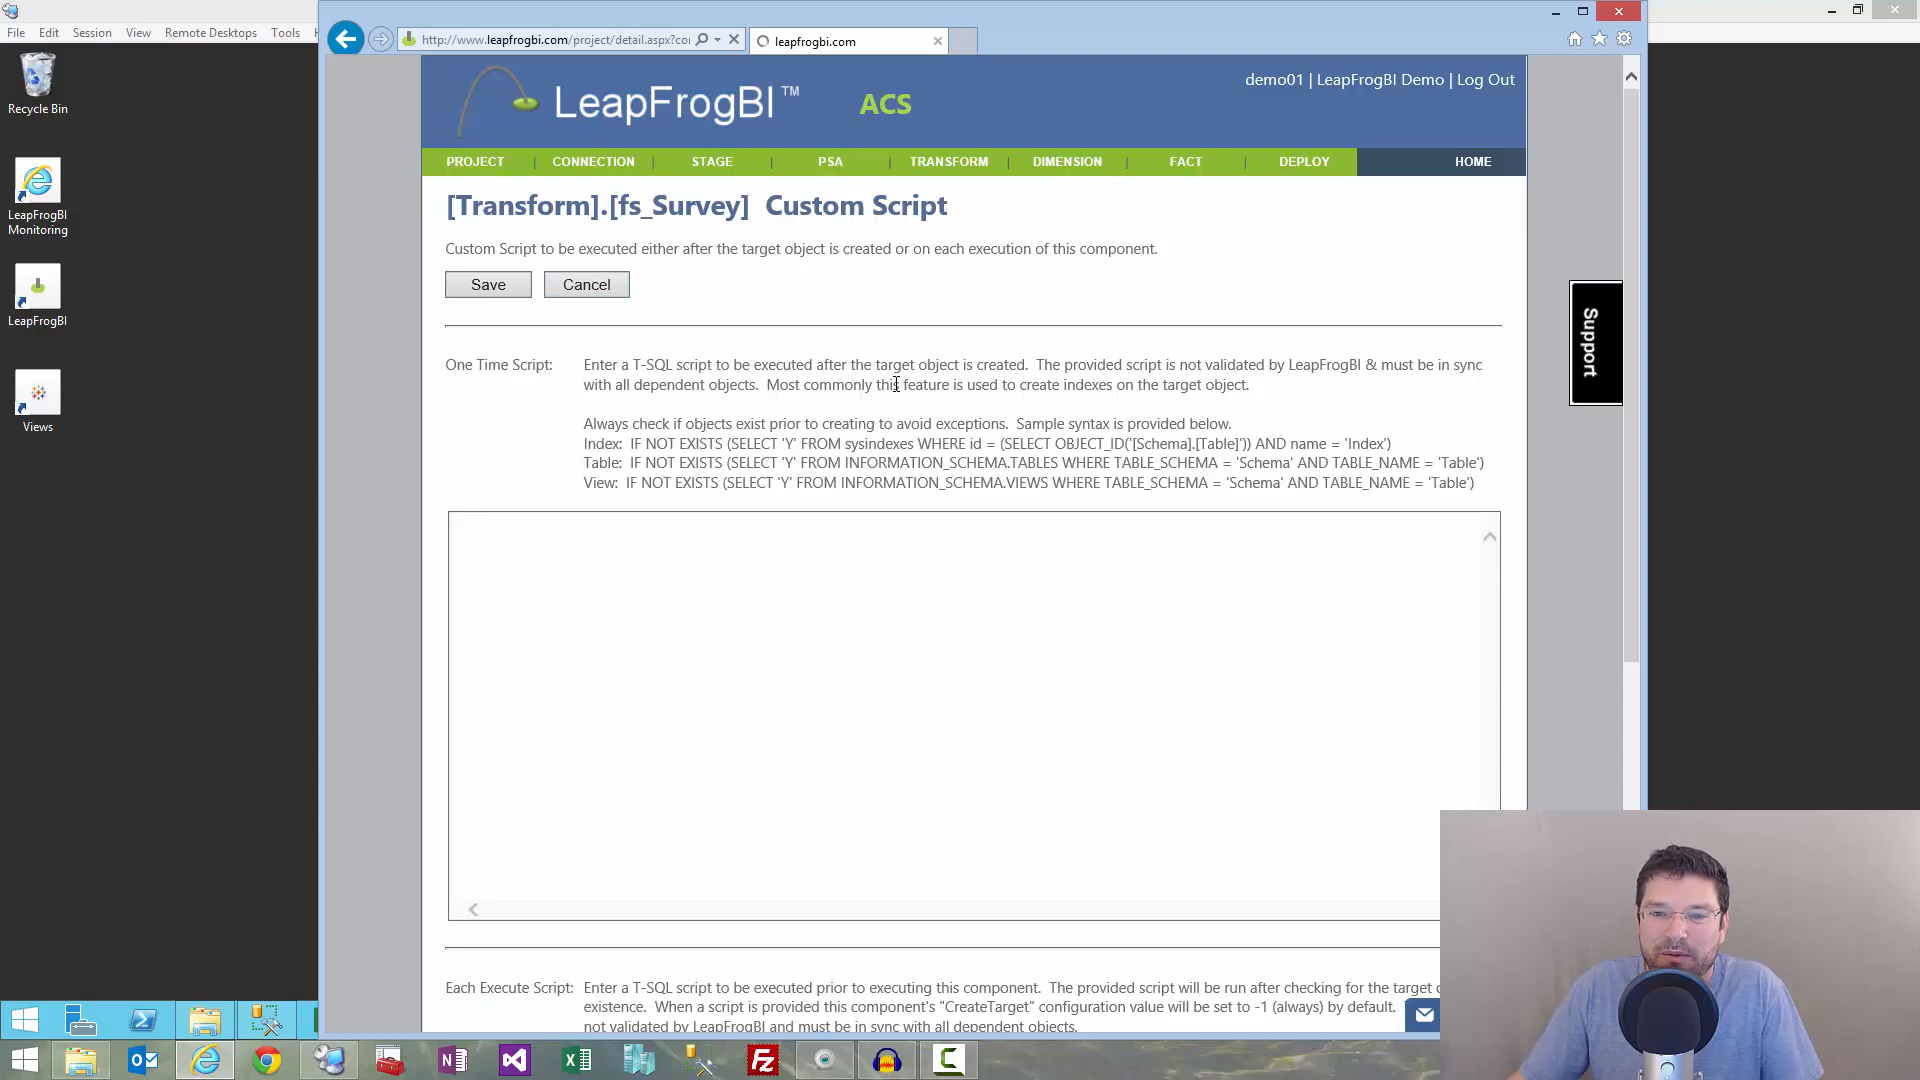 File Edit Session View Remote Desktops Tools
http://www.leapfrogbi.com/project/detail.aspx?co
leapfrogbi.com
Recycle Bin
LeapFrogBI
Monitoring
LeapFrogBI
Views
LeapFrogBI™ ACS
demo01 | LeapFrogBI Demo | Log Out
PROJECT | CONNECTION | STAGE | PSA | TRANSFORM | DIMENSION | FACT | DEPLOY HOME
[Transform].[fs_Survey] Custom Script
Custom Script to be executed either after the target object is created or on each execution of this component.
Save Cancel
Support
One Time Script: Enter a T-SQL script to be executed after the target object is created. The provided script is not validated by LeapFrogBI & must be in sync
with all dependent objects. Most commonly this feature is used to create indexes on the target object.
Always check if objects exist prior to creating to avoid exceptions. Sample syntax is provided below.
Index: IF NOT EXISTS (SELECT 'Y' FROM sysindexes WHERE id = (SELECT OBJECT_ID('[Schema].[Table]')) AND name = 'Index')
Table: IF NOT EXISTS (SELECT 'Y' FROM INFORMATION_SCHEMA.TABLES WHERE TABLE_SCHEMA = 'Schema' AND TABLE_NAME = 'Table')
View: IF NOT EXISTS (SELECT 'Y' FROM INFORMATION_SCHEMA.VIEWS WHERE TABLE_SCHEMA = 'Schema' AND TABLE_NAME = 'Table')
Each Execute Script: Enter a T-SQL script to be executed prior to executing this component. The provided script will be run after checking for the target
existence. When a script is provided this component's "CreateTarget" configuration value will be set to -1 (always) by default.
not validated by LeapFrogBI and must be in sync with all dependent objects.